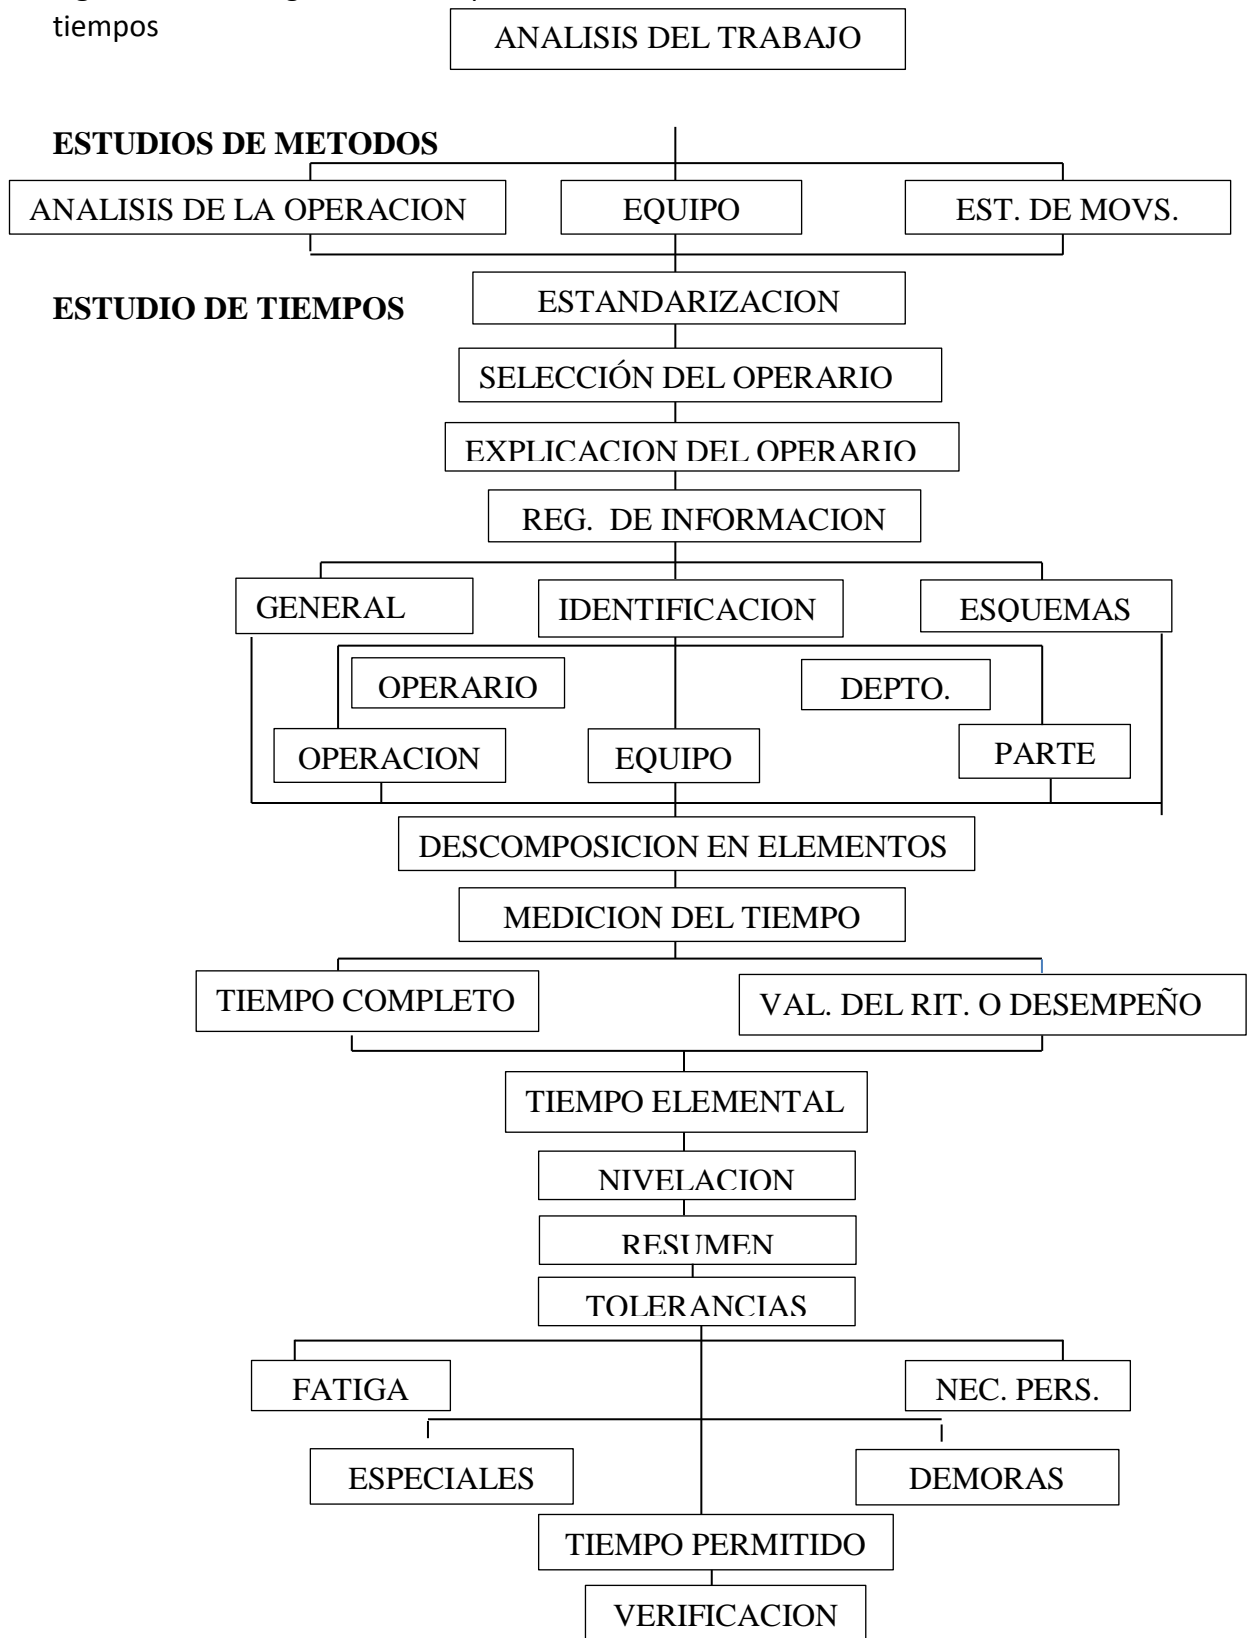 tiempos
ANALISIS DEL TRABAJO
ESTUDIOS DE METODOS
ANALISIS DE LA OPERACION
EQUIPO
EST. DE MOVS.
ESTUDIO DE TIEMPOS
ESTANDARIZACION
SELECCIÓN DEL OPERARIO
EXPLICACION DEL OPERARIO
REG. DE INFORMACION
GENERAL
IDENTIFICACION
ESQUEMAS
OPERARIO
DEPTO.
OPERACION
EQUIPO
PARTE
DESCOMPOSICION EN ELEMENTOS
MEDICION DEL TIEMPO
TIEMPO COMPLETO
VAL. DEL RIT. O DESEMPEÑO
TIEMPO ELEMENTAL
NIVELACION
RESUMEN
TOLERANCIAS
FATIGA
NEC. PERS.
ESPECIALES
DEMORAS
TIEMPO PERMITIDO
VERIFICACION